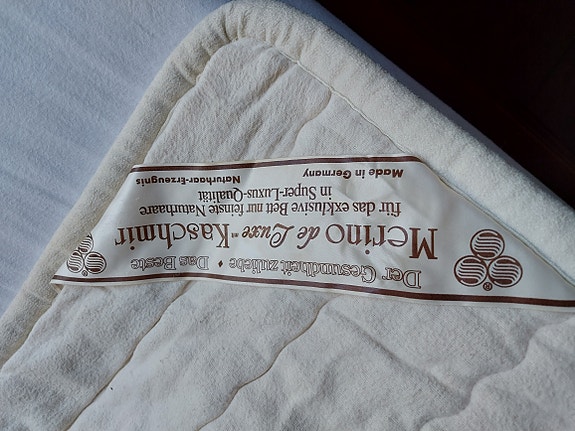 Der Gesundheit zuliebe ♦ Das Beste
Merino de Luxe "Kaschmir
für das exklusive Bett nur feinste Naturhaare
in Super-Luxus-Qualität
Made in Germany Naturhaar-Erzeugnis
® ®